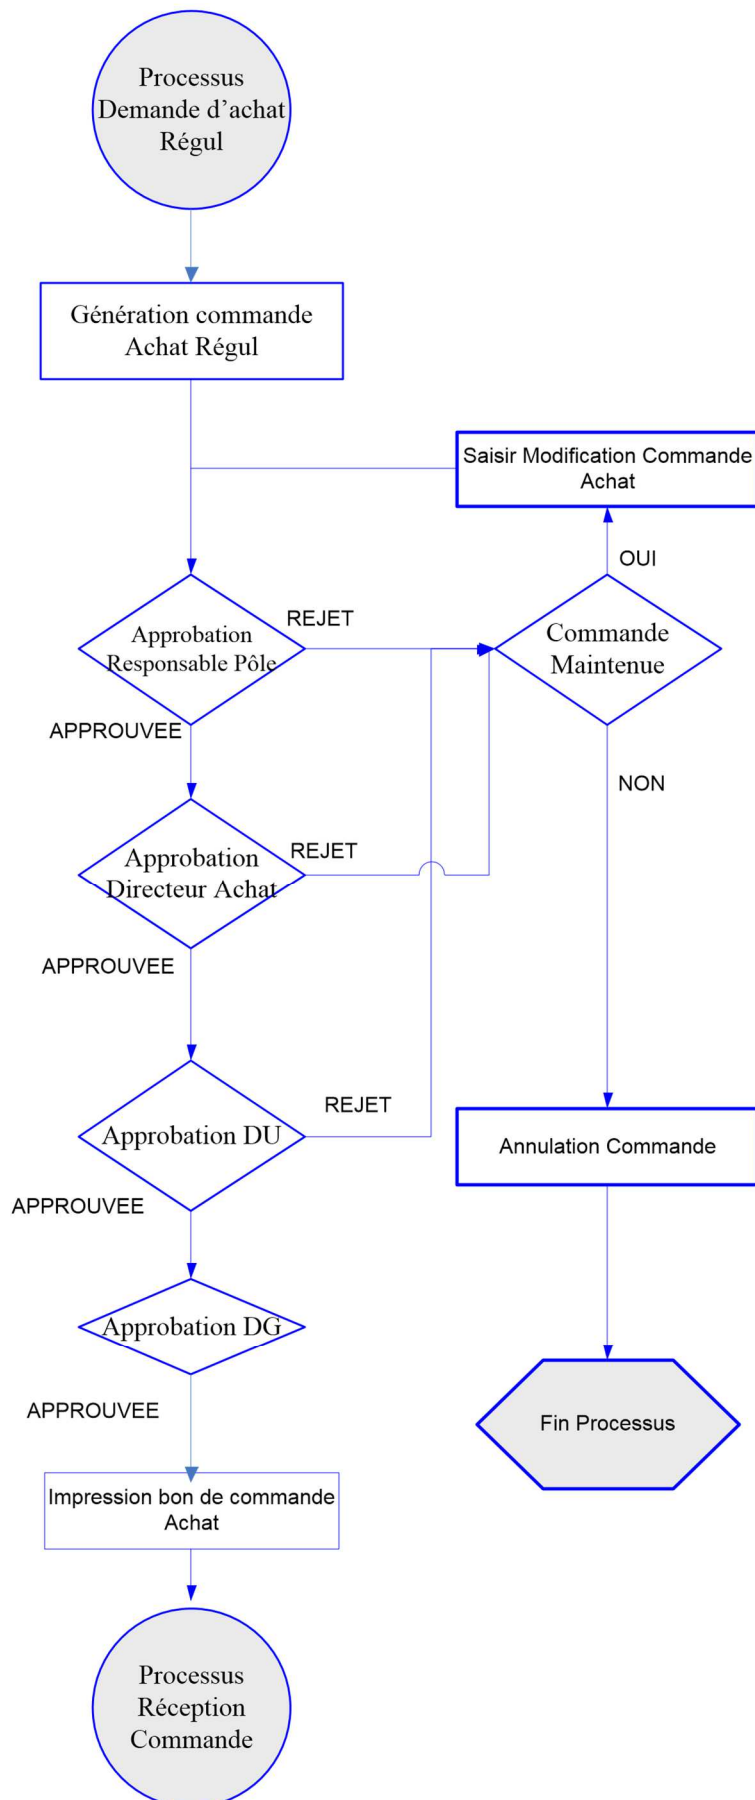 Processus
Demande d'achat
Régul
Génération commande
Achat Régul
Saisir Modification Commande
Achat
OUI
REJET
Approbation
Responsable Pôle
Commande
Maintenue
APPROUVEE
NON
REJET
Approbation
Directeur Achat
APPROUVEE
REJET
Approbation DU
Annulation Commande
APPROUVEE
Approbation DG
APPROUVEE
Fin Processus
Impression bon de commande
Achat
Processus
Réception
Commande